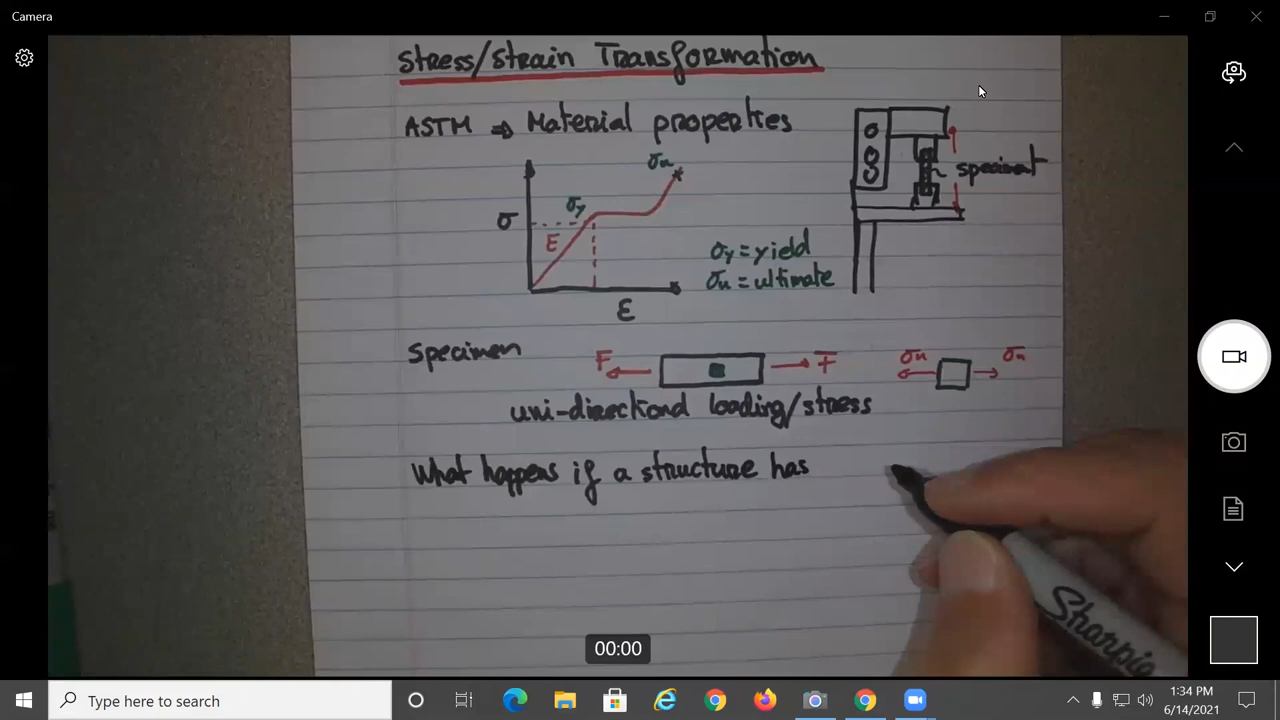 Camera
Stress/Strain Transformation
ASTM ⇒ Material properties
σu
σy
σ
E
ε
specimen
σy = yield
σu = ultimate
Specimen
F
F
σu
σu
uni-directional loading/stress
What happens if a structure has
Sharpie
00:00
Type here to search
1:34 PM
6/14/2021